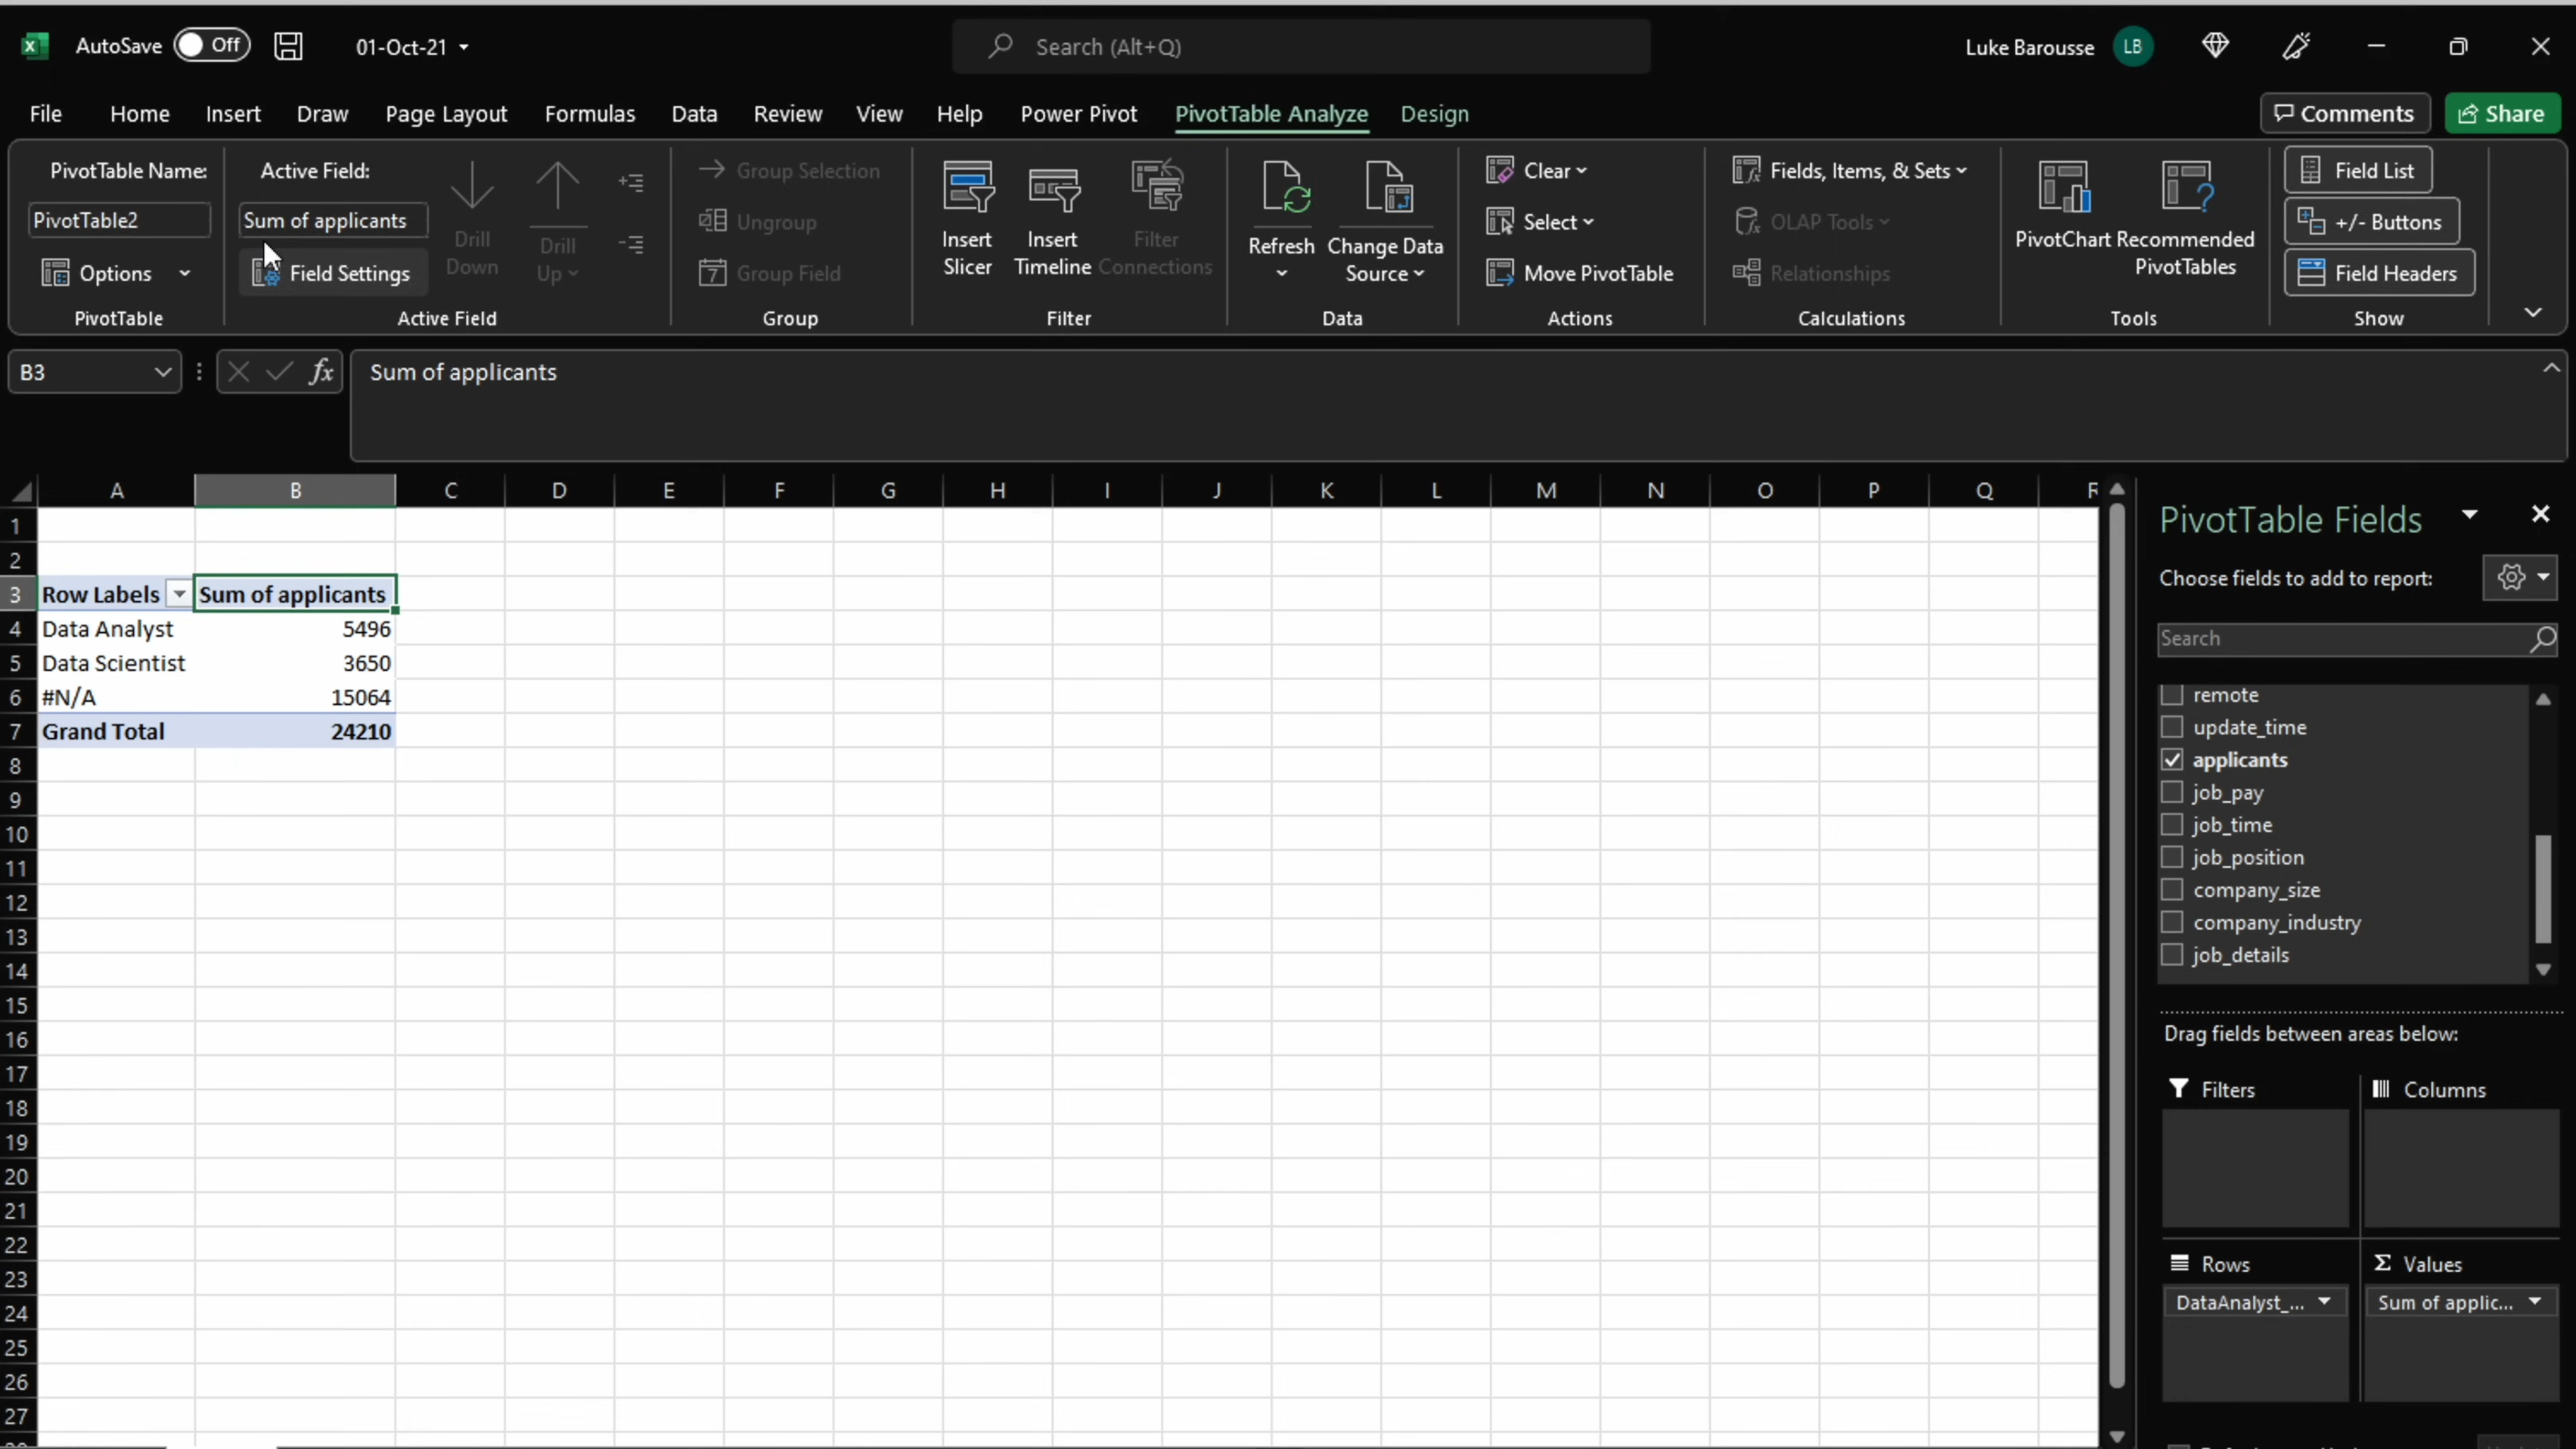 AutoSave Off 01-Oct-21 Search (Alt+Q) Luke Barousse LB
File Home Insert Draw Page Layout Formulas Data Review View Help Power Pivot PivotTable Analyze Design Comments Share
PivotTable Name:
PivotTable2
Options
PivotTable
Active Field:
Sum of applicants
Field Settings
Drill
Down
Drill
Up
Active Field
Group Selection
Ungroup
7 Group Field
Group
Insert
Slicer
Insert
Timeline
Filter
Connections
Filter
Refresh
Change Data
Source
Data
Clear
Select
Move PivotTable
Actions
Fields, Items, & Sets
OLAP Tools
Relationships
Calculations
PivotChart
Recommended
PivotTables
Tools
Field List
+/- Buttons
Field Headers
Show
B3 fx Sum of applicants
A B C D E F G H I J K L M N O P Q R
1
2
3 Row Labels Sum of applicants
4 Data Analyst 5496
5 Data Scientist 3650
6 #N/A 15064
7 Grand Total 24210
8
9
10
11
12
13
14
15
16
17
18
19
20
21
22
23
24
25
26
27
PivotTable Fields
Choose fields to add to report:
Search
remote
update_time
applicants
job_pay
job_time
job_position
company_size
company_industry
job_details
Drag fields between areas below:
Filters
Columns
Rows
DataAnalyst_...
Σ Values
Sum of applic...